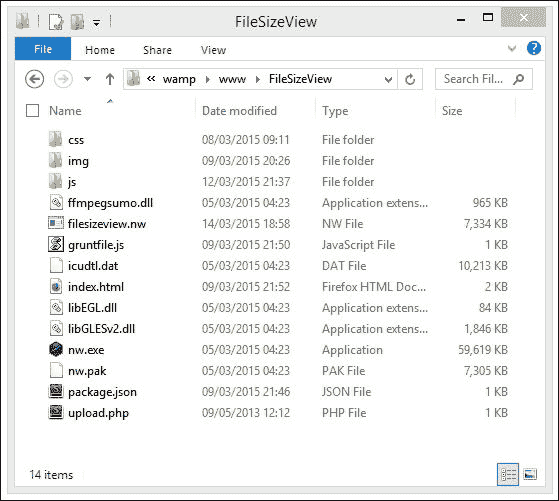 FileSizeView
File Home Share View
« wamp www FileSizeView Search Fil...
Name Date modified Type Size
css 08/03/2015 09:11 File folder
img 09/03/2015 20:26 File folder
js 12/03/2015 21:37 File folder
ffmpegsumo.dll 05/03/2015 04:23 Application extens... 965 KB
filesizeview.nw 14/03/2015 18:58 NW File 7,334 KB
gruntfile.js 09/03/2015 21:50 JavaScript File 1 KB
icudtl.dat 05/03/2015 04:23 DAT File 10,213 KB
index.html 09/03/2015 21:52 Firefox HTML Doc... 2 KB
libEGL.dll 05/03/2015 04:23 Application extens... 84 KB
libGLESv2.dll 05/03/2015 04:23 Application extens... 1,846 KB
nw.exe 05/03/2015 04:23 Application 59,619 KB
nw.pak 05/03/2015 04:23 PAK File 7,305 KB
package.json 09/03/2015 21:46 JSON File 1 KB
upload.php 09/05/2013 12:12 PHP File 1 KB
14 items